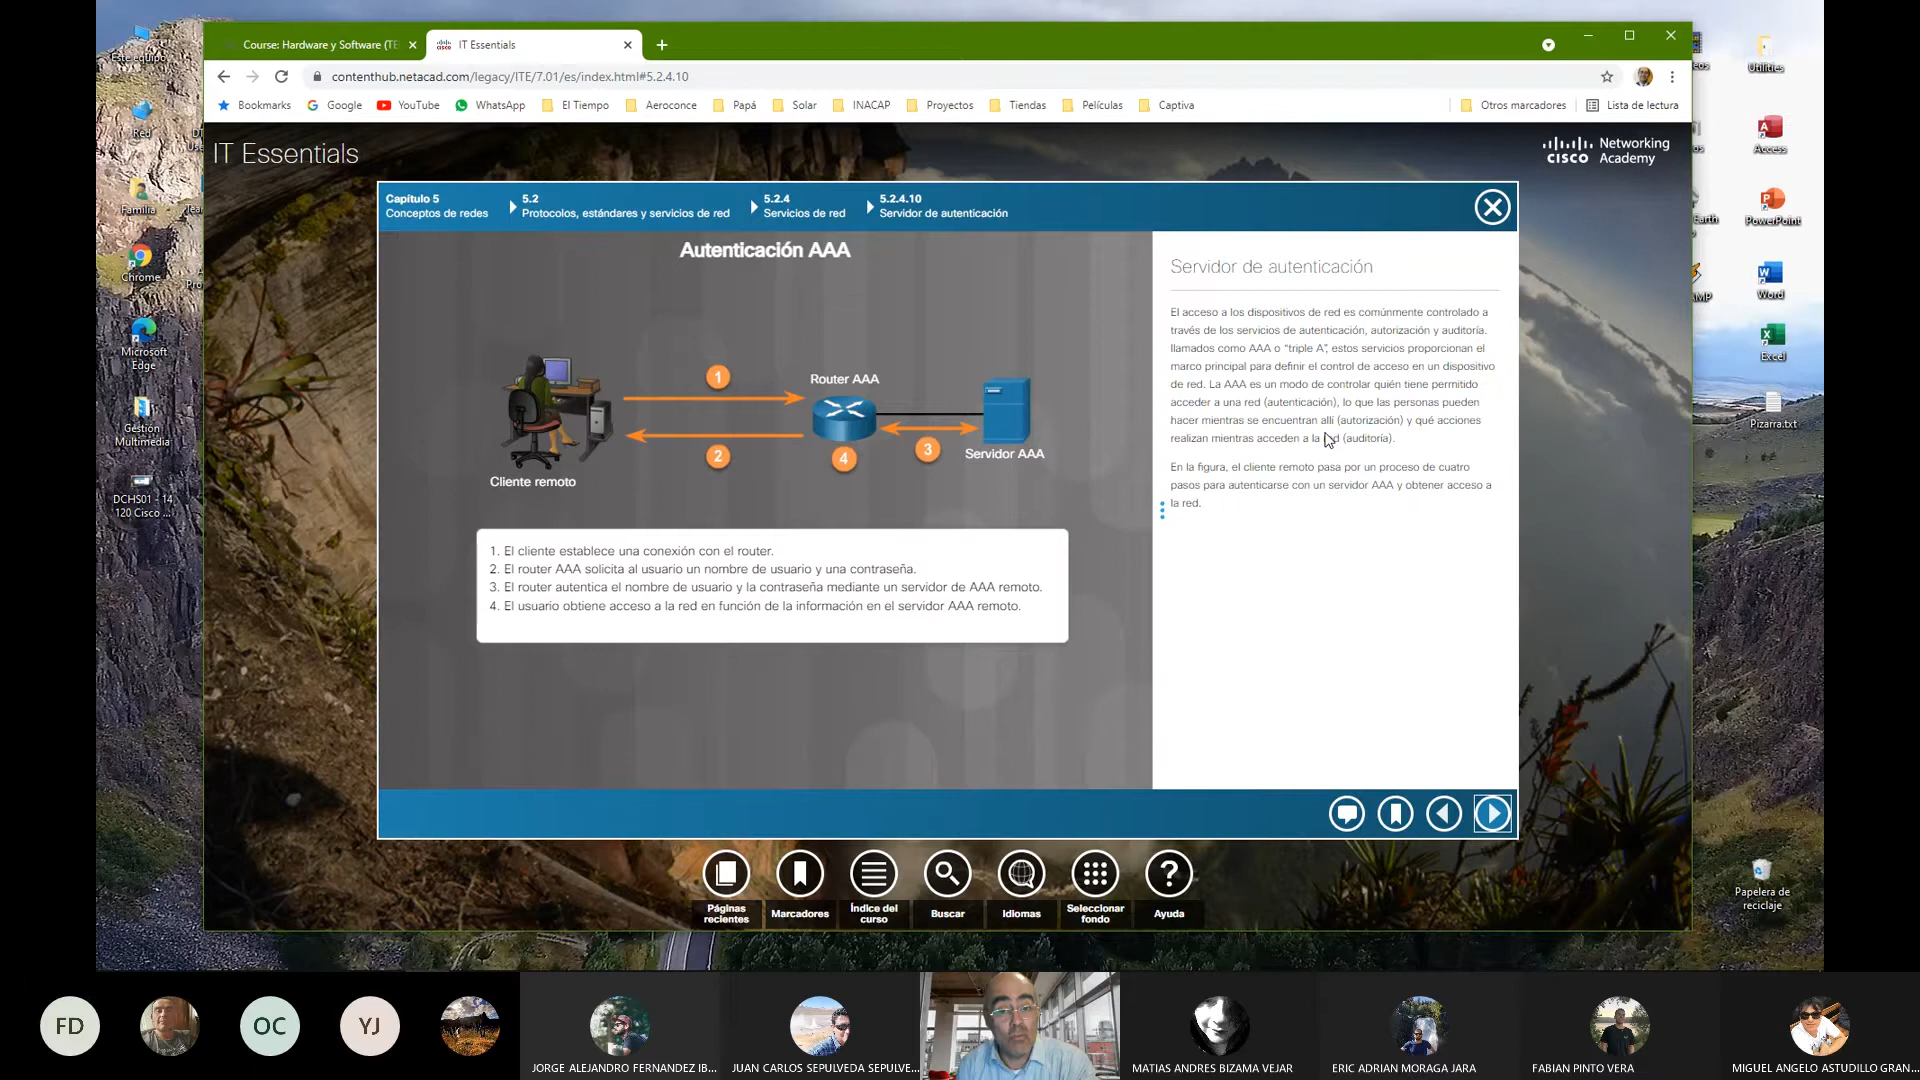 Course: Hardware y Software (TE
IT Essentials
contenthub.netacad.com/legacy/ITE/7.01/es/index.html#5.2.4.10
Bookmarks
Google
YouTube
WhatsApp
El Tiempo
Aeroconce
Papá
Solar
INACAP
Proyectos
Tiendas
Películas
Captiva
Otros marcadores
Lista de lectura
IT Essentials
Networking
CISCO Academy
Capítulo 5
Conceptos de redes
5.2
Protocolos, estándares y servicios de red
5.2.4
Servicios de red
5.2.4.10
Servidor de autenticación
Autenticación AAA
1
Router AAA
2
4
3
Servidor AAA
Cliente remoto
1. El cliente establece una conexión con el router.
2. El router AAA solicita al usuario un nombre de usuario y una contraseña.
3. El router autentica el nombre de usuario y la contraseña mediante un servidor de AAA remoto.
4. El usuario obtiene acceso a la red en función de la información en el servidor AAA remoto.
Servidor de autenticación
El acceso a los dispositivos de red es comúnmente controlado a
través de los servicios de autenticación, autorización y auditoría.
llamados como AAA o “triple A”, estos servicios proporcionan el
marco principal para definir el control de acceso en un dispositivo
de red. La AAA es un modo de controlar quién tiene permitido
acceder a una red (autenticación), lo que las personas pueden
hacer mientras se encuentran allí (autorización) y qué acciones
realizan mientras acceden a la red (auditoría).
En la figura, el cliente remoto pasa por un proceso de cuatro
pasos para autenticarse con un servidor AAA y obtener acceso a
la red.
Páginas
recientes
Marcadores
Índice del
curso
Buscar
Idiomas
Seleccionar
fondo
Ayuda
Este equipo
Red
Familia
Chrome
Microsoft
Edge
Gestión
Multimedia
DCHS01 - 14
120 Cisco ...
Utilities
Access
PowerPoint
Word
Excel
Pizarra.txt
Papelera de
reciclaje
FD
OC
YJ
JORGE ALEJANDRO FERNANDEZ IB...
JUAN CARLOS SEPULVEDA SEPULVE...
MATIAS ANDRES BIZAMA VEJAR
ERIC ADRIAN MORAGA JARA
FABIAN PINTO VERA
MIGUEL ANGELO ASTUDILLO GRAN...